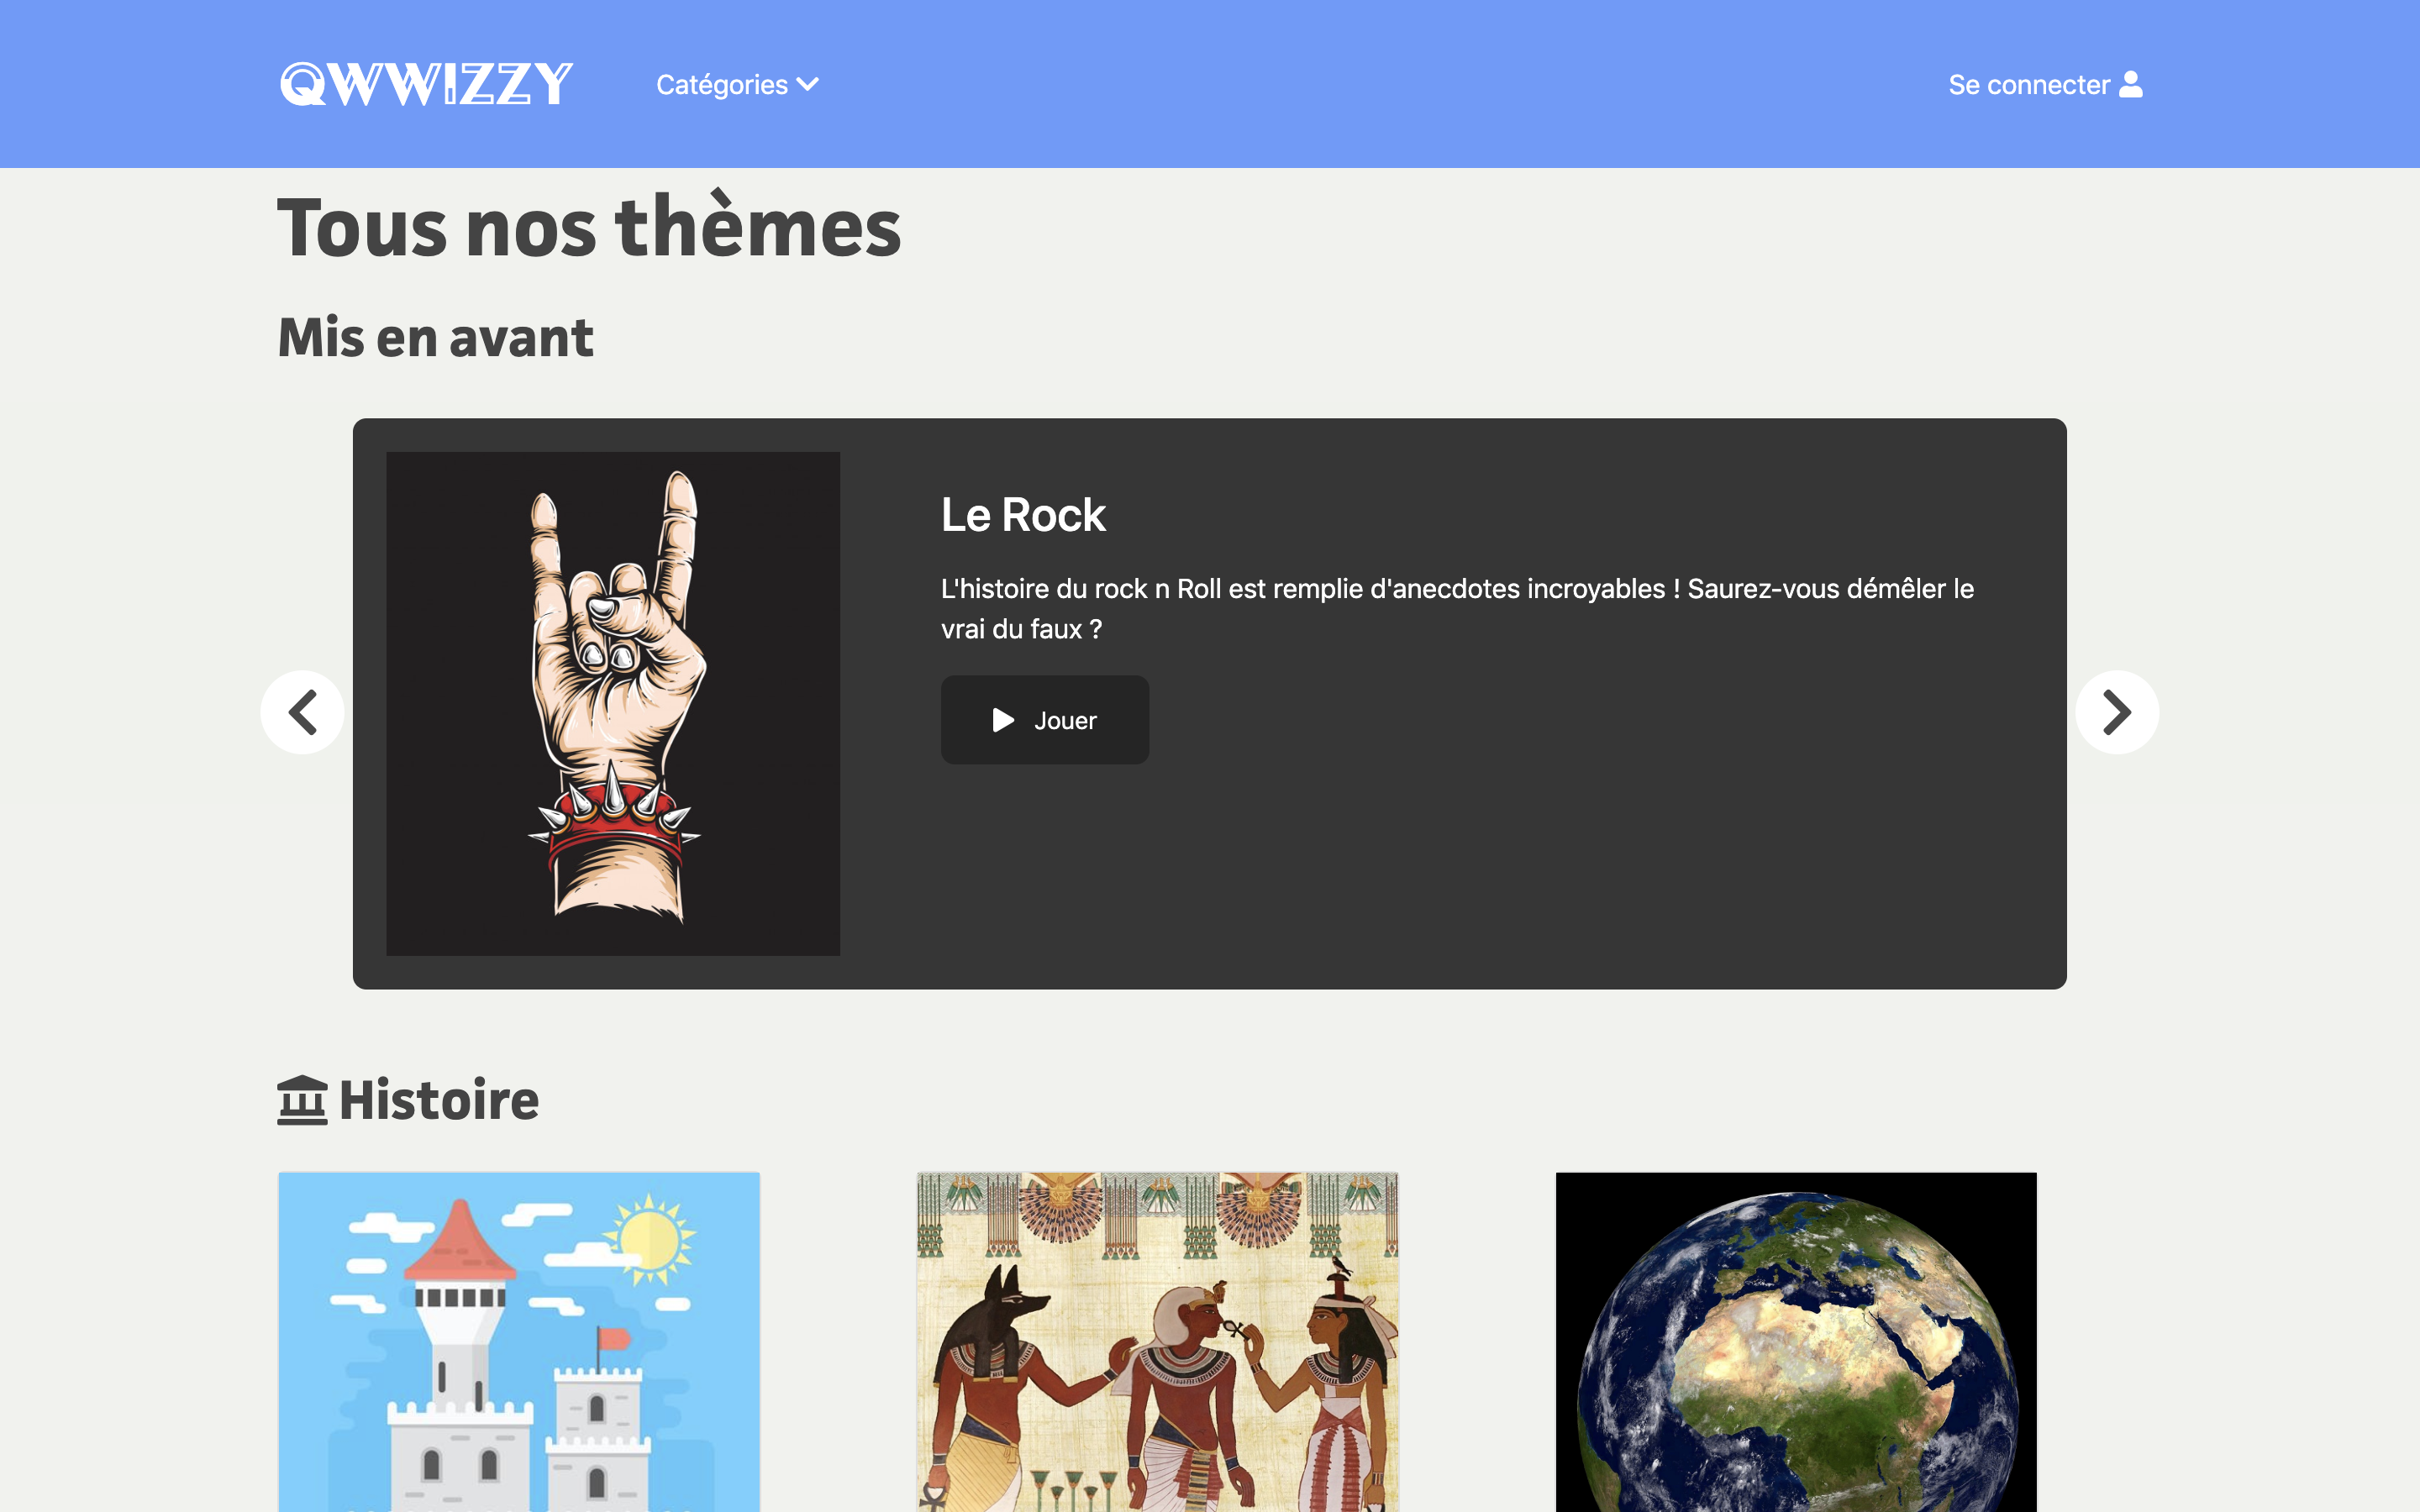 QWWIZZY
Catégories
Se connecter
Tous nos thèmes
Mis en avant
Le Rock
L'histoire du rock n Roll est remplie d'anecdotes incroyables ! Saurez-vous démêler le
vrai du faux ?
Jouer
Histoire